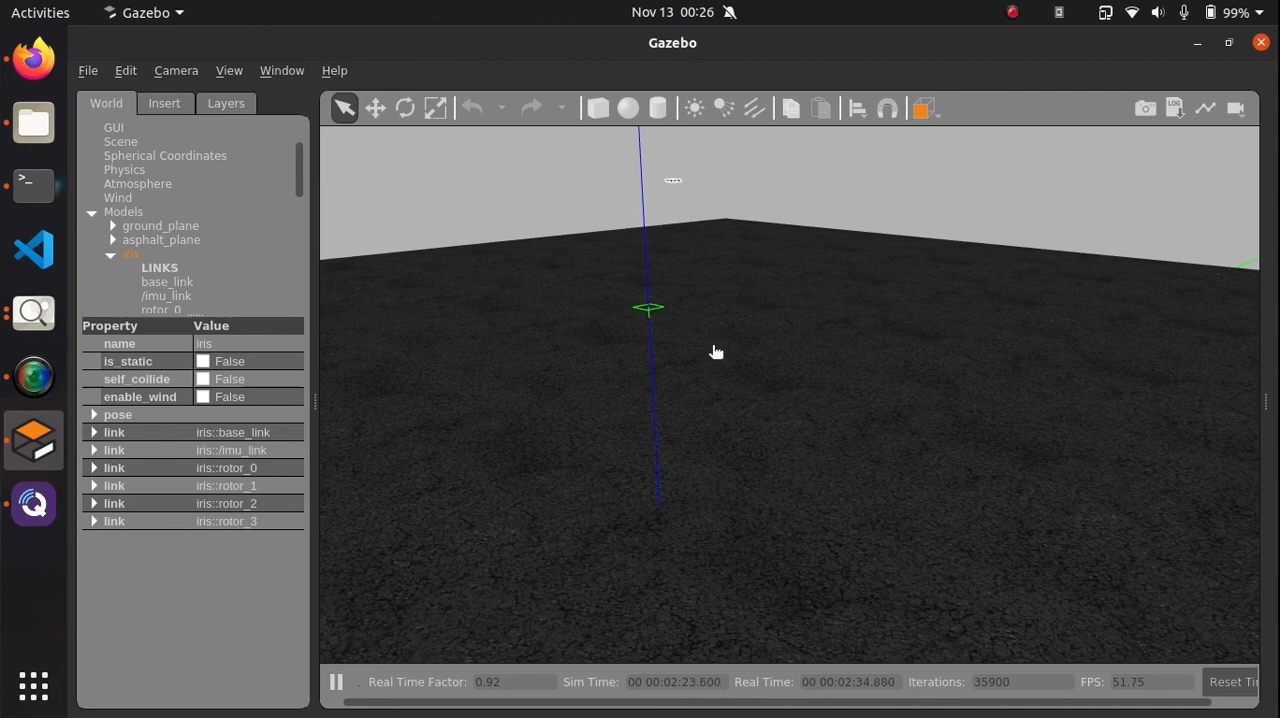 Activities Gazebo Nov 13 00:26 99%
Gazebo
File Edit Camera View Window Help
World Insert Layers
GUI
Scene
Spherical Coordinates
Physics
Atmosphere
Wind
Models
ground_plane
asphalt_plane
iris
LINKS
base_link
/imu_link
rotor_0
Property Value
name iris
is_static False
self_collide False
enable_wind False
pose
link iris::base_link
link iris::/imu_link
link iris::rotor_0
link iris::rotor_1
link iris::rotor_2
link iris::rotor_3
LOG
Real Time Factor: 0.92 Sim Time: 00 00:02:23.600 Real Time: 00 00:02:34.880 Iterations: 35900 FPS: 51.75 Reset Ti